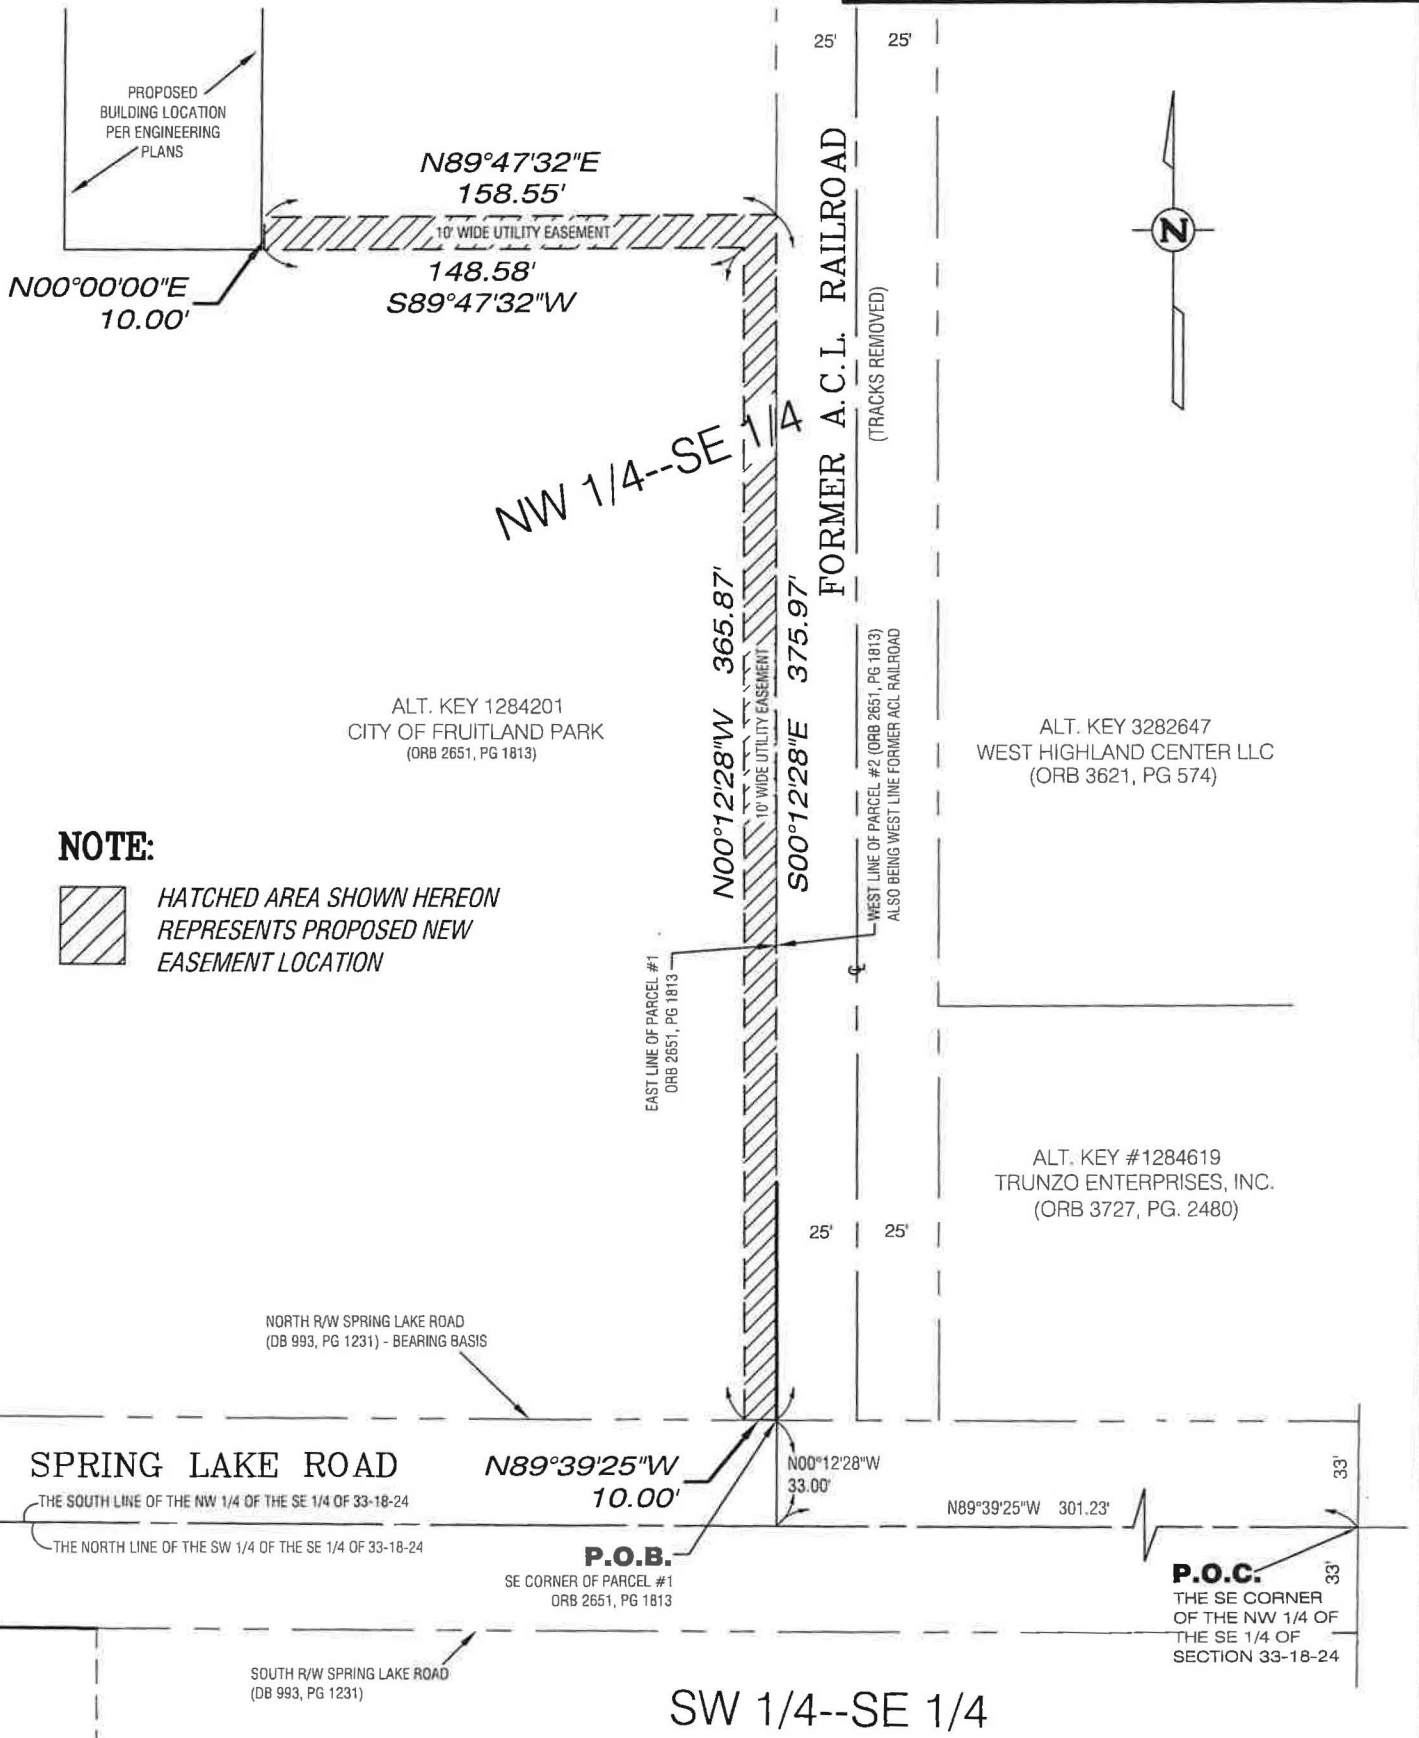 25' 25'
PROPOSED
BUILDING LOCATION
PER ENGINEERING
PLANS
N89°47'32"E
158.55'
10' WIDE UTILITY EASEMENT
148.58'
S89°47'32"W
N00°00'00"E
10.00'
N
FORMER A.C.L. RAILROAD
(TRACKS REMOVED)
NW 1/4--SE 1/4
N00°12'28"W 365.87'
10' WIDE UTILITY EASEMENT
S00°12'28"E 375.97'
WEST LINE OF PARCEL #2 (ORB 2651, PG 1813)
ALSO BEING WEST LINE FORMER ACL RAILROAD
ALT. KEY 1284201
CITY OF FRUITLAND PARK
(ORB 2651, PG 1813)
ALT. KEY 3282647
WEST HIGHLAND CENTER LLC
(ORB 3621, PG 574)
NOTE:
HATCHED AREA SHOWN HEREON
REPRESENTS PROPOSED NEW
EASEMENT LOCATION
EAST LINE OF PARCEL #1
ORB 2651, PG 1813
℄
ALT. KEY #1284619
TRUNZO ENTERPRISES, INC.
(ORB 3727, PG. 2480)
25' 25'
NORTH R/W SPRING LAKE ROAD
(DB 993, PG 1231) - BEARING BASIS
SPRING LAKE ROAD
N89°39'25"W
10.00'
N00°12'28"W
33.00'
33'
THE SOUTH LINE OF THE NW 1/4 OF THE SE 1/4 OF 33-18-24
N89°39'25"W 301.23'
THE NORTH LINE OF THE SW 1/4 OF THE SE 1/4 OF 33-18-24
P.O.B.
SE CORNER OF PARCEL #1
ORB 2651, PG 1813
33'
P.O.C.
THE SE CORNER
OF THE NW 1/4 OF
THE SE 1/4 OF
SECTION 33-18-24
SOUTH R/W SPRING LAKE ROAD
(DB 993, PG 1231)
SW 1/4--SE 1/4